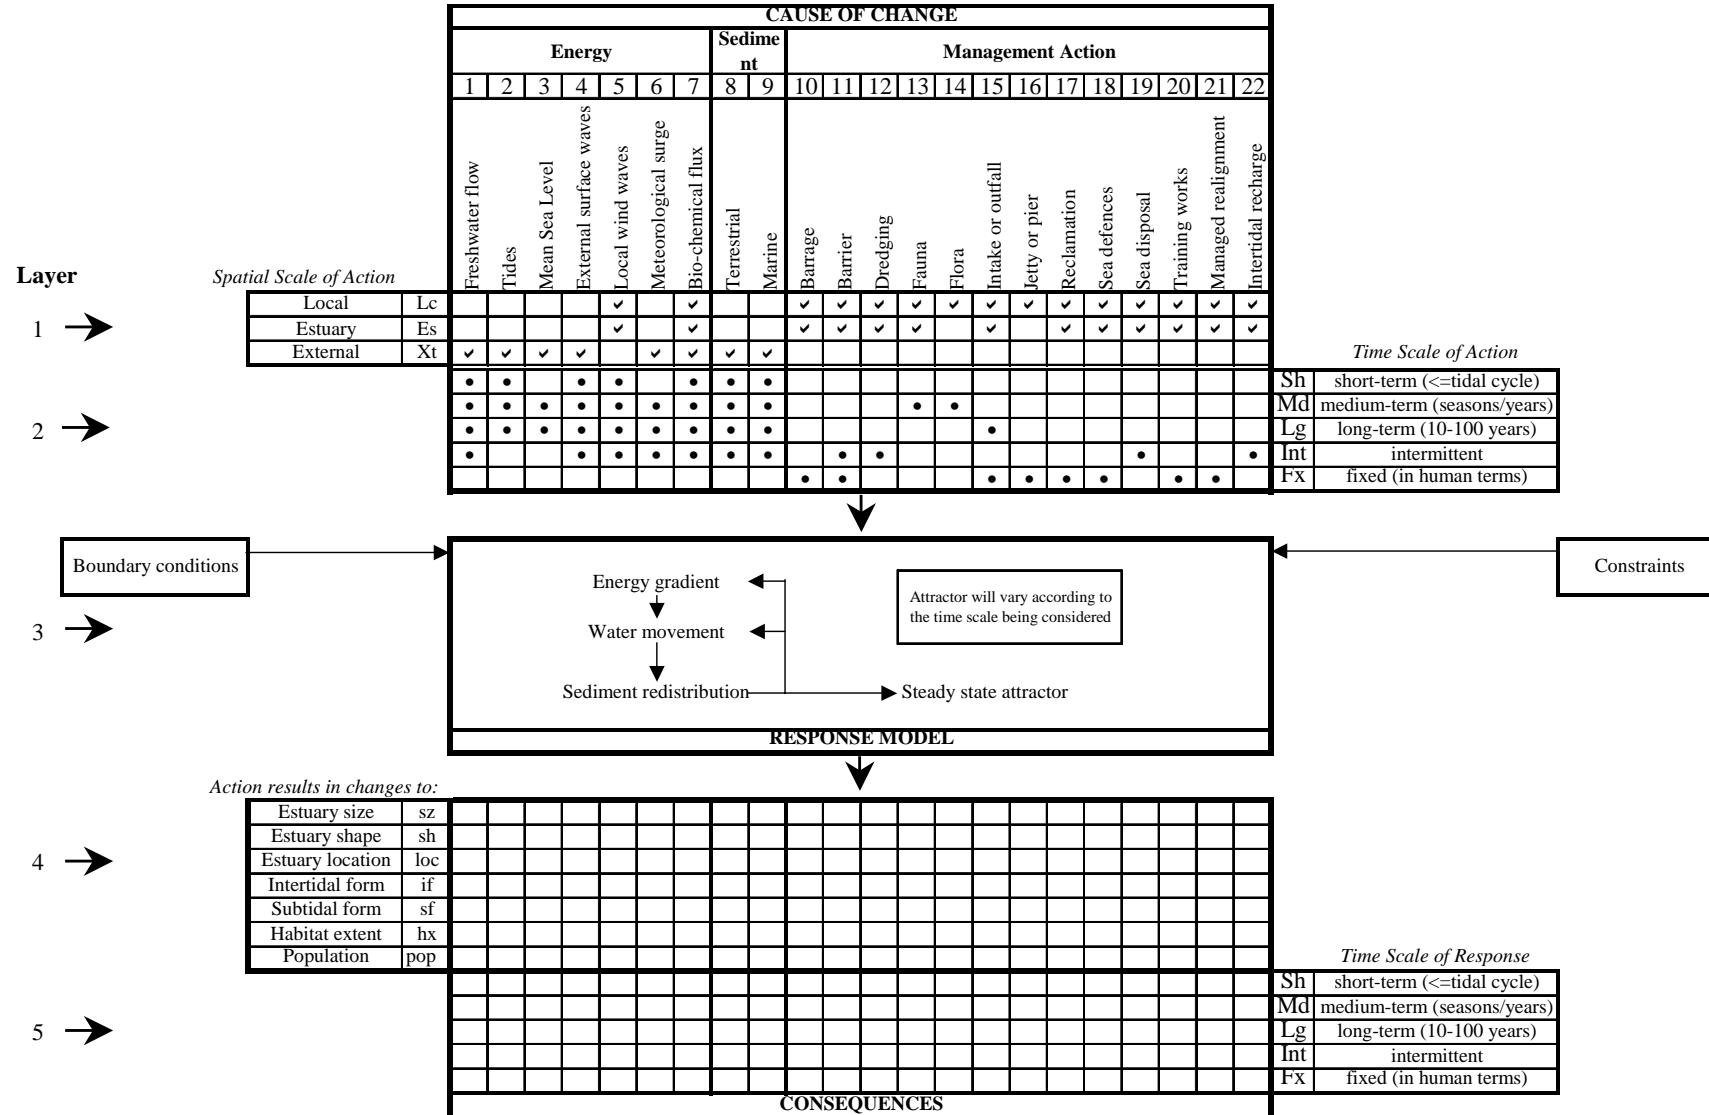 CAUSE OF CHANGE
Energy
Sedime
nt
Management Action
1 2 3 4 5 6 7 8 9 10 11 12 13 14 15 16 17 18 19 20 21 22
Freshwater flow
Tides
Mean Sea Level
External surface waves
Local wind waves
Meteorological surge
Bio-chemical flux
Terrestrial
Marine
Barrage
Barrier
Dredging
Fauna
Flora
Intake or outfall
Jetty or pier
Reclamation
Sea defences
Sea disposal
Training works
Managed realignment
Intertidal recharge
Layer
Spatial Scale of Action
Local Lc ✓ ✓ ✓ ✓ ✓ ✓ ✓ ✓ ✓ ✓ ✓ ✓ ✓ ✓ ✓
1
Estuary Es ✓ ✓ ✓ ✓ ✓ ✓ ✓ ✓ ✓ ✓ ✓ ✓ ✓
External Xt ✓ ✓ ✓ ✓ ✓ ✓ ✓ ✓
Time Scale of Action
• • • • • • • Sh short-term (<=tidal cycle)
• • • • • • • • • • • Md medium-term (seasons/years)
2
• • • • • • • • • • Lg long-term (10-100 years)
• • • • • • • • • • • Int intermittent
• • • • • • • • Fx fixed (in human terms)
Boundary conditions
Constraints
Energy gradient
Attractor will vary according to
the time scale being considered
3
Water movement
Sediment redistribution
Steady state attractor
RESPONSE MODEL
Action results in changes to:
Estuary size sz
Estuary shape sh
4
Estuary location loc
Intertidal form if
Subtidal form sf
Habitat extent hx
Population pop
Time Scale of Response
Sh short-term (<=tidal cycle)
Md medium-term (seasons/years)
5
Lg long-term (10-100 years)
Int intermittent
Fx fixed (in human terms)
CONSEQUENCES